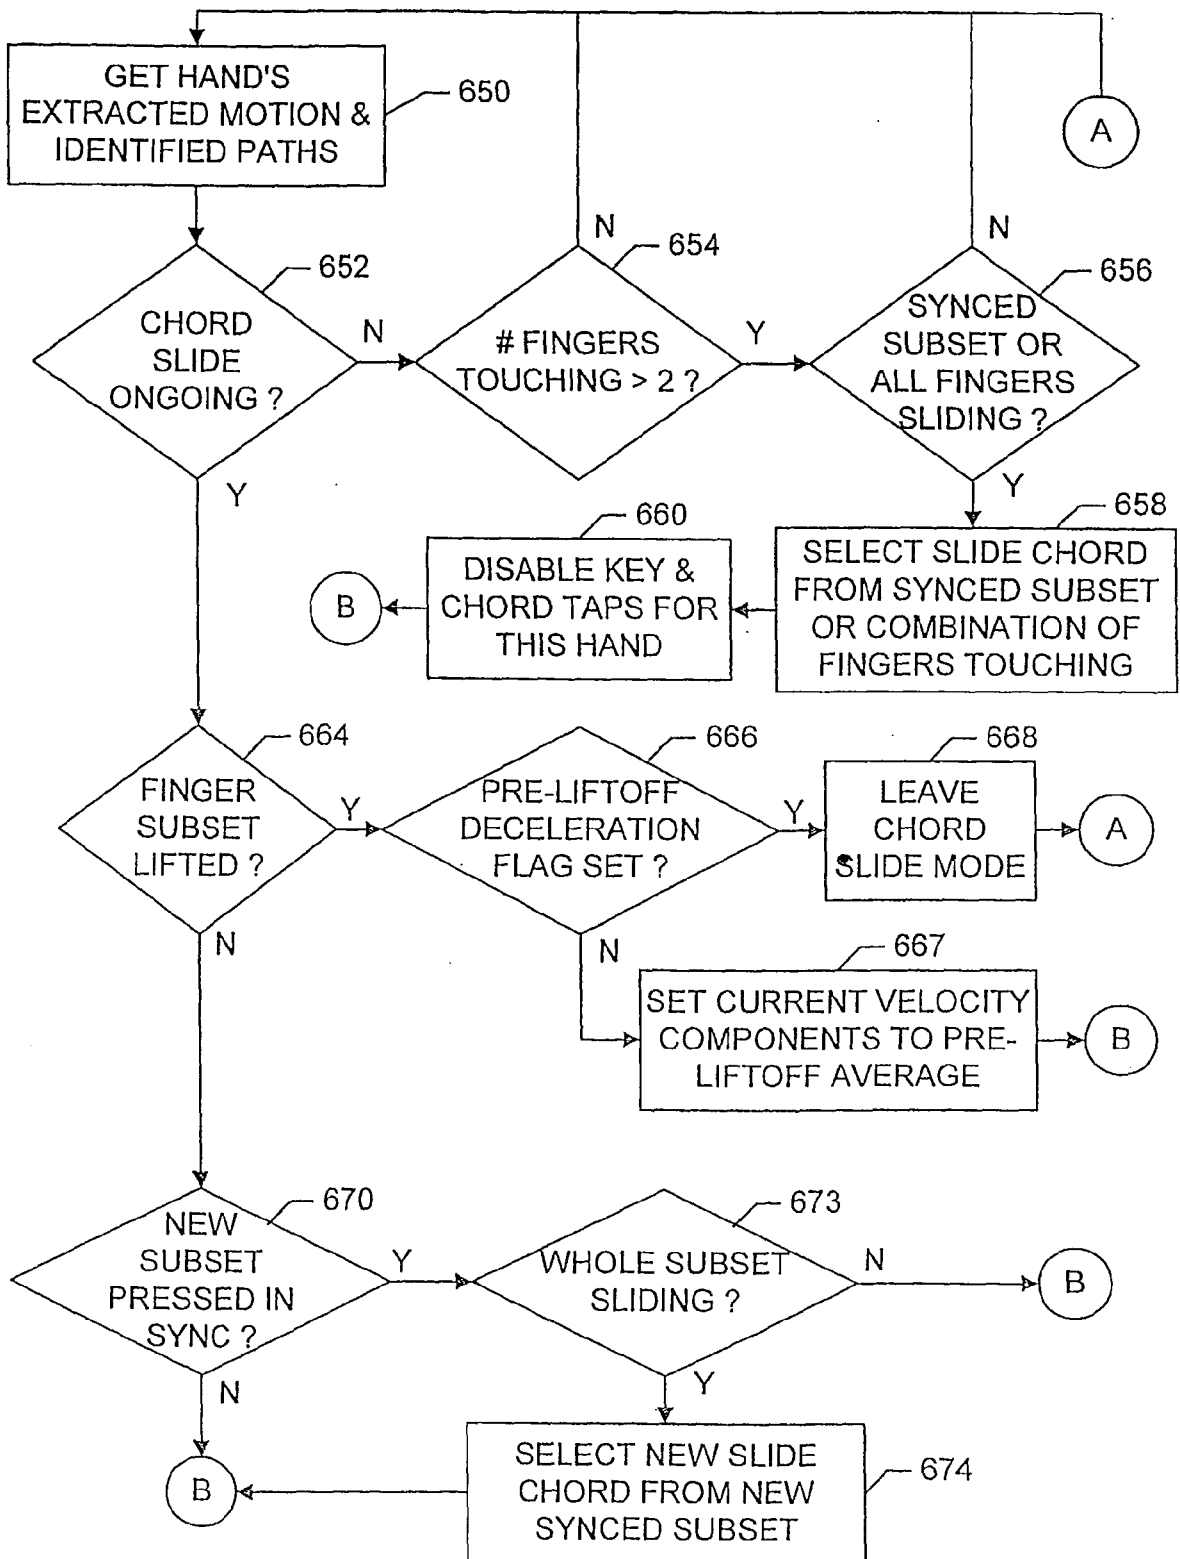 GET HAND'S
EXTRACTED MOTION &
IDENTIFIED PATHS
650
A
652
CHORD
SLIDE
ONGOING ?
N
Y
N
654
# FINGERS
TOUCHING > 2 ?
Y
N
656
SYNCED
SUBSET OR
ALL FINGERS
SLIDING ?
Y
658
SELECT SLIDE CHORD
FROM SYNCED SUBSET
OR COMBINATION OF
FINGERS TOUCHING
660
DISABLE KEY &
CHORD TAPS FOR
THIS HAND
B
664
FINGER
SUBSET
LIFTED ?
Y
N
666
PRE-LIFTOFF
DECELERATION
FLAG SET ?
Y
N
668
LEAVE
CHORD
SLIDE MODE
A
667
SET CURRENT VELOCITY
COMPONENTS TO PRE-
LIFTOFF AVERAGE
B
670
NEW
SUBSET
PRESSED IN
SYNC ?
Y
N
673
WHOLE SUBSET
SLIDING ?
N
B
Y
674
SELECT NEW SLIDE
CHORD FROM NEW
SYNCED SUBSET
B